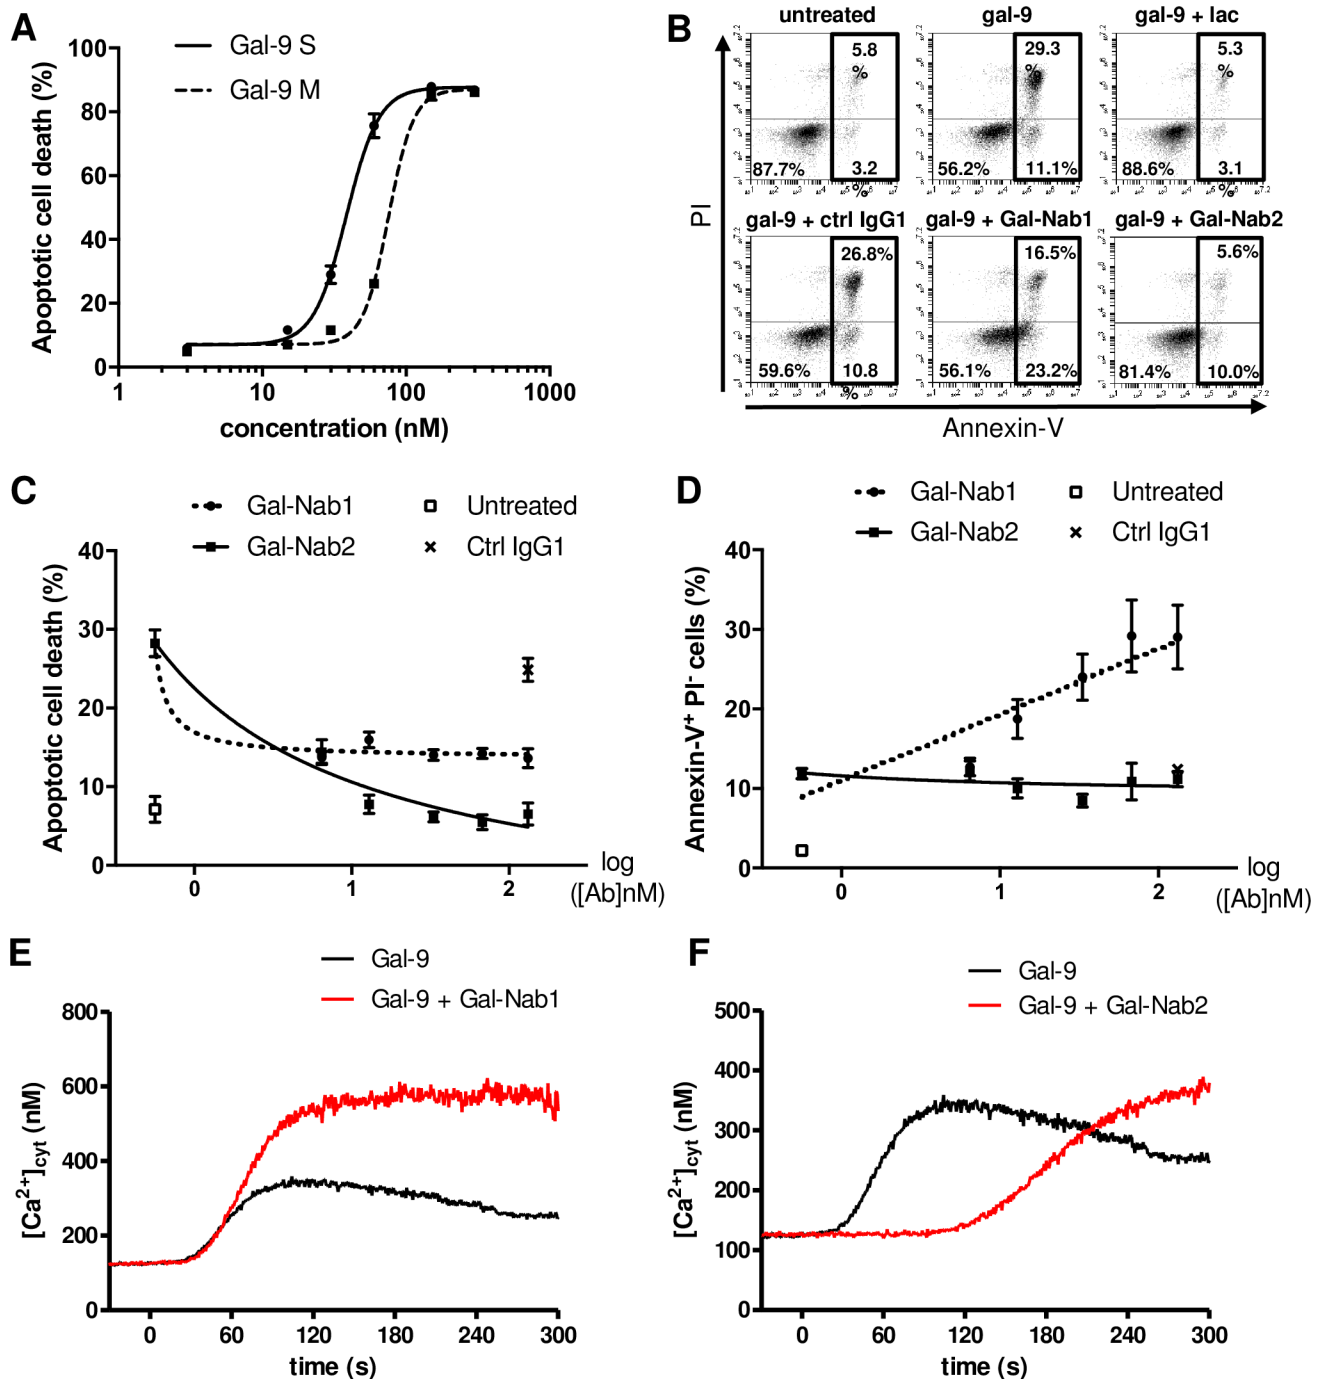 A
Gal-9 S
Gal-9 M
Apoptotic cell death (%)
100
80
60
40
20
0
1
10
100
1000
concentration (nM)
B
untreated
gal-9
gal-9 + lac
5.8
%
87.7%
3.2
%
29.3
%
56.2%
11.1%
5.3
%
88.6%
3.1
%
gal-9 + ctrl IgG1
gal-9 + Gal-Nab1
gal-9 + Gal-Nab2
26.8%
59.6%
10.8
%
16.5%
56.1%
23.2%
5.6%
81.4%
10.0%
PI
Annexin-V
C
Gal-Nab1
Gal-Nab2
Untreated
Ctrl IgG1
Apoptotic cell death (%)
40
30
20
10
0
0
1
2
log
([Ab]nM)
D
Gal-Nab1
Gal-Nab2
Untreated
Ctrl IgG1
Annexin-V+ PI- cells (%)
40
30
20
10
0
0
1
2
log
([Ab]nM)
E
Gal-9
Gal-9 + Gal-Nab1
[Ca2+]cyt (nM)
800
600
400
200
0
0
60
120
180
240
300
time (s)
F
Gal-9
Gal-9 + Gal-Nab2
[Ca2+]cyt (nM)
500
400
300
200
100
0
0
60
120
180
240
300
time (s)